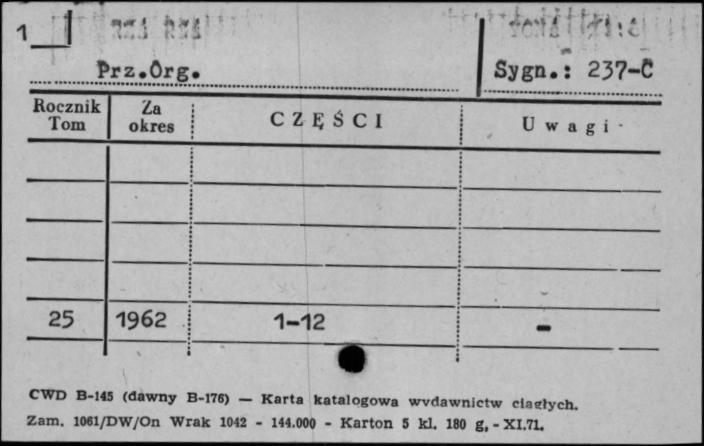 1
Prz.Org.
Sygn.: 237-C
Rocznik Tom
Za okres
CZĘŚCI
Uwagi
25 1962 1-12 -
CWD B-145 (dawny B-176) — Karta katalogowa wydawnictw ciągłych.
Zam. 1061/DW/On Wrak 1042 - 144.000 - Karton 5 kl. 180 g. - XI.71.